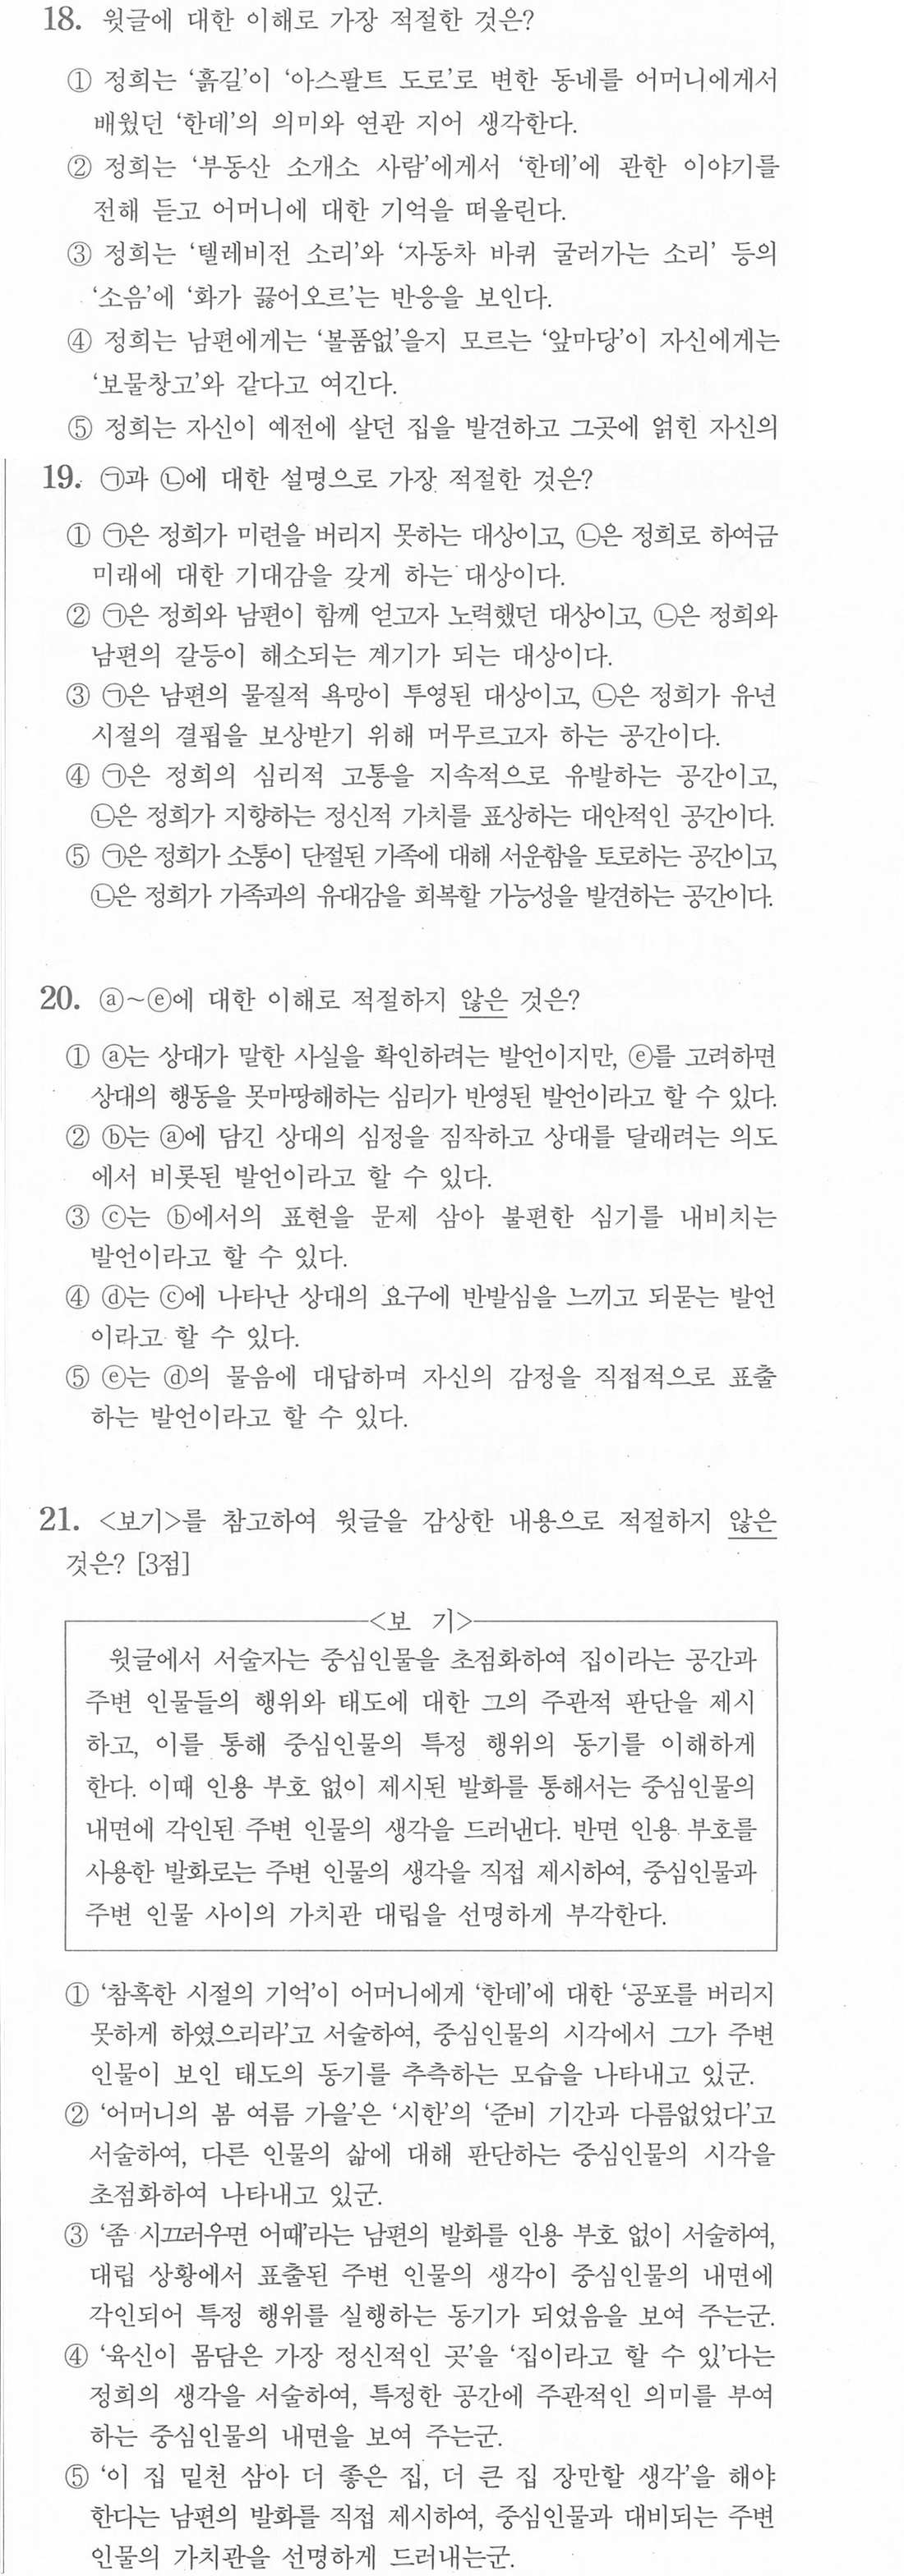 18. 윗글에 대한 이해로 가장 적절한 것은?
① 정희는 ‘흙길’이 ‘아스팔트 도로’로 변한 동네를 어머니에게서
배웠던 ‘한데’의 의미와 연관 지어 생각한다.
② 정희는 ‘부동산 소개소 사람’에게서 ‘한데’에 관한 이야기를
전해 듣고 어머니에 대한 기억을 떠올린다.
③ 정희는 ‘텔레비전 소리’와 ‘자동차 바퀴 굴러가는 소리’ 등의
‘소음’에 ‘화가 끓어오르’는 반응을 보인다.
④ 정희는 남편에게는 ‘볼품없’을지 모르는 ‘앞마당’이 자신에게는
‘보물창고’와 같다고 여긴다.
⑤ 정희는 자신이 예전에 살던 집을 발견하고 그곳에 얽힌 자신의
19. ㉠과 ㉡에 대한 설명으로 가장 적절한 것은?
① ㉠은 정희가 미련을 버리지 못하는 대상이고, ㉡은 정희로 하여금
미래에 대한 기대감을 갖게 하는 대상이다.
② ㉠은 정희와 남편이 함께 얻고자 노력했던 대상이고, ㉡은 정희와
남편의 갈등이 해소되는 계기가 되는 대상이다.
③ ㉠은 남편의 물질적 욕망이 투영된 대상이고, ㉡은 정희가 유년
시절의 결핍을 보상받기 위해 머무르고자 하는 공간이다.
④ ㉠은 정희의 심리적 고통을 지속적으로 유발하는 공간이고,
㉡은 정희가 지향하는 정신적 가치를 표상하는 대안적인 공간이다.
⑤ ㉠은 정희가 소통이 단절된 가족에 대해 서운함을 토로하는 공간이고,
㉡은 정희가 가족과의 유대감을 회복할 가능성을 발견하는 공간이다.
20. ⓐ~ⓔ에 대한 이해로 적절하지 않은 것은?
① ⓐ는 상대가 말한 사실을 확인하려는 발언이지만, ⓔ를 고려하면
상대의 행동을 못마땅해하는 심리가 반영된 발언이라고 할 수 있다.
② ⓑ는 ⓐ에 담긴 상대의 심정을 짐작하고 상대를 달래려는 의도
에서 비롯된 발언이라고 할 수 있다.
③ ⓒ는 ⓑ에서의 표현을 문제 삼아 불편한 심기를 내비치는
발언이라고 할 수 있다.
④ ⓓ는 ⓒ에 나타난 상대의 요구에 반발심을 느끼고 되묻는 발언
이라고 할 수 있다.
⑤ ⓔ는 ⓓ의 물음에 대답하며 자신의 감정을 직접적으로 표출
하는 발언이라고 할 수 있다.
21. <보기>를 참고하여 윗글을 감상한 내용으로 적절하지 않은
것은? [3점]
<보 기>
윗글에서 서술자는 중심인물을 초점화하여 집이라는 공간과
주변 인물들의 행위와 태도에 대한 그의 주관적 판단을 제시
하고, 이를 통해 중심인물의 특정 행위의 동기를 이해하게
한다. 이때 인용 부호 없이 제시된 발화를 통해서는 중심인물의
내면에 각인된 주변 인물의 생각을 드러낸다. 반면 인용 부호를
사용한 발화로는 주변 인물의 생각을 직접 제시하여, 중심인물과
주변 인물 사이의 가치관 대립을 선명하게 부각한다.
① ‘참혹한 시절의 기억’이 어머니에게 ‘한데’에 대한 ‘공포를 버리지
못하게 하였으리라’고 서술하여, 중심인물의 시각에서 그가 주변
인물이 보인 태도의 동기를 추측하는 모습을 나타내고 있군.
② ‘어머니의 봄 여름 가을’은 ‘시한’의 ‘준비 기간과 다름없었다’고
서술하여, 다른 인물의 삶에 대해 판단하는 중심인물의 시각을
초점화하여 나타내고 있군.
③ ‘좀 시끄러우면 어때’라는 남편의 발화를 인용 부호 없이 서술하여,
대립 상황에서 표출된 주변 인물의 생각이 중심인물의 내면에
각인되어 특정 행위를 실행하는 동기가 되었음을 보여 주는군.
④ ‘육신이 몸담은 가장 정신적인 곳’을 ‘집이라고 할 수 있’다는
정희의 생각을 서술하여, 특정한 공간에 주관적인 의미를 부여
하는 중심인물의 내면을 보여 주는군.
⑤ ‘이 집 밑천 삼아 더 좋은 집, 더 큰 집 장만할 생각’을 해야
한다는 남편의 발화를 직접 제시하여, 중심인물과 대비되는 주변
인물의 가치관을 선명하게 드러내는군.